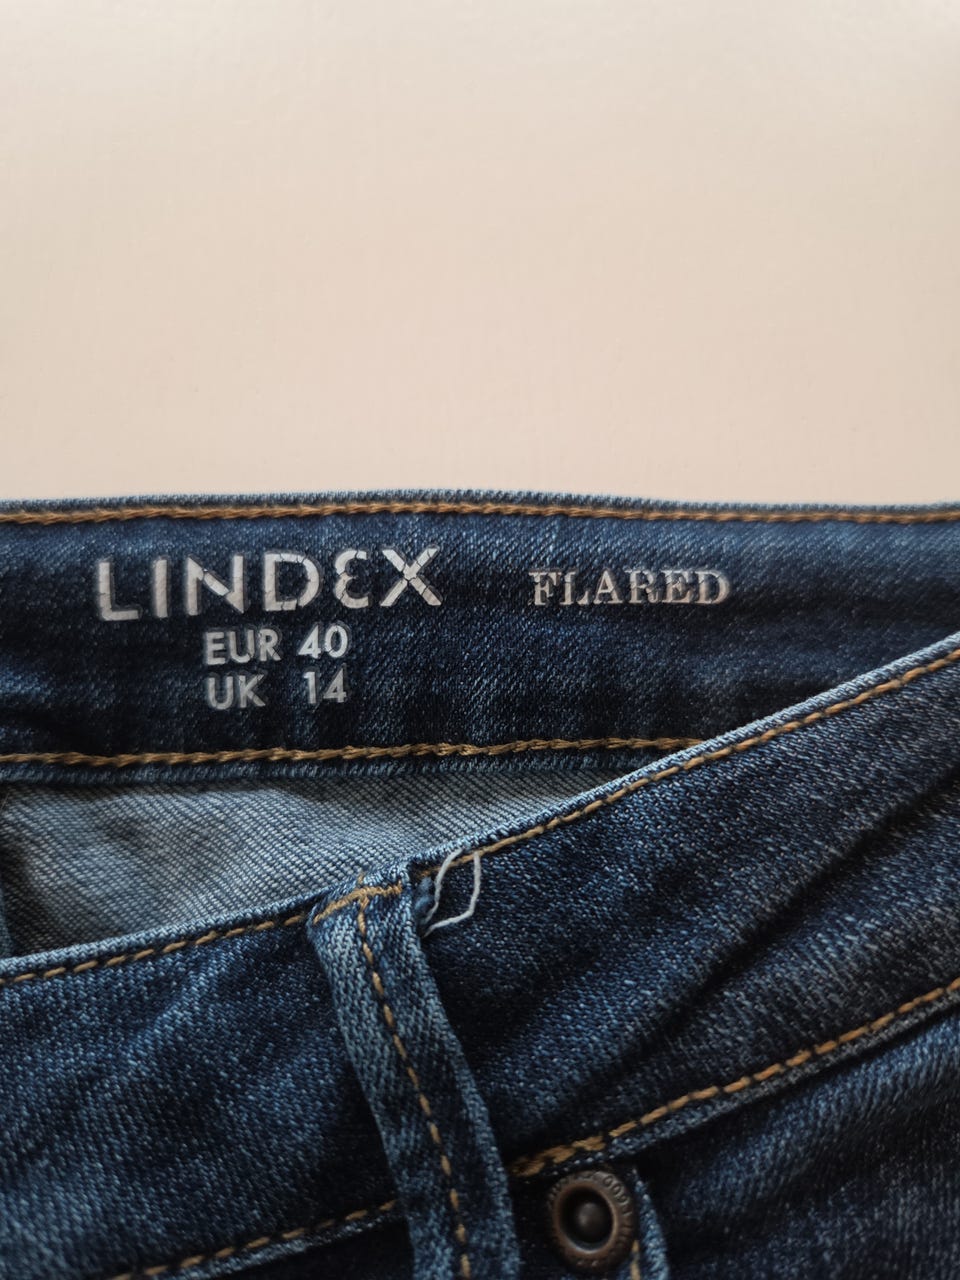 LINDEX FLARED
EUR 40
UK 14